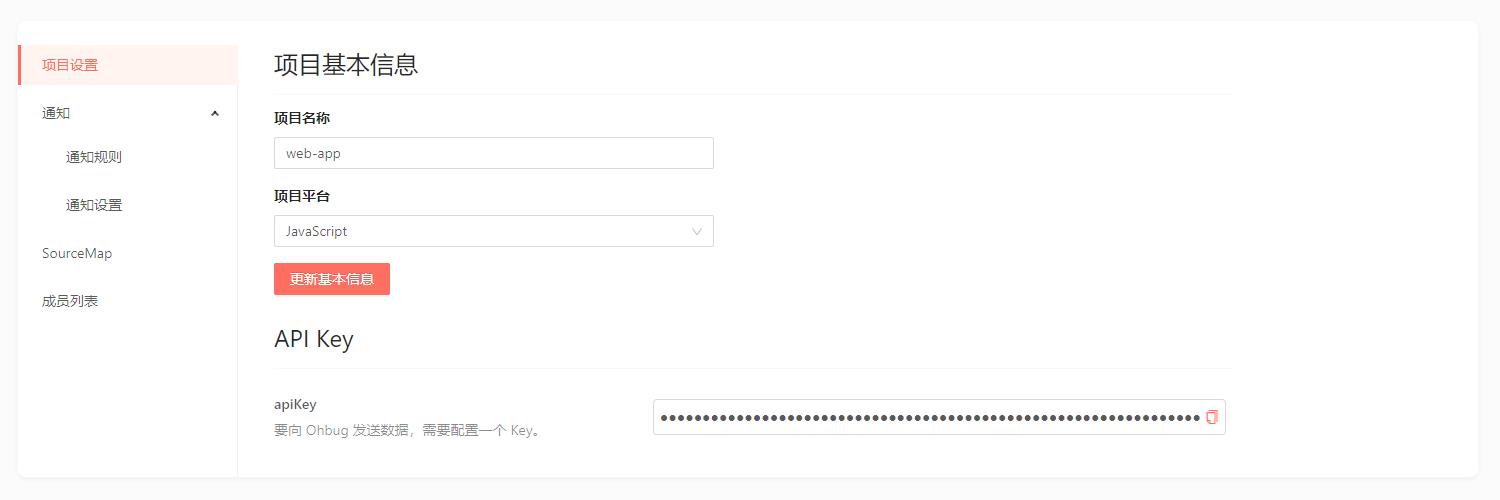 项目设置
通知
通知规则
通知设置
SourceMap
成员列表
项目基本信息
项目名称
web-app
项目平台
JavaScript
更新基本信息
API Key
apiKey
要向 Ohbug 发送数据，需要配置一个 Key。